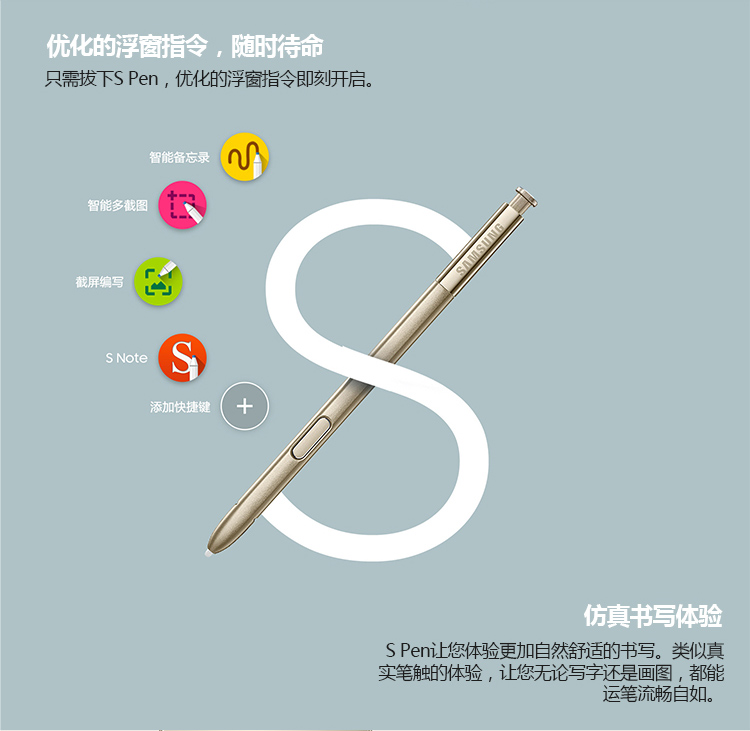 优化的浮窗指令，随时待命
只需拔下S Pen，优化的浮窗指令即刻开启。
智能备忘录
智能多截图
SAMSUNG
截屏编写
S Note
S
添加快捷键
仿真书写体验
S Pen让您体验更加自然舒适的书写。类似真
实笔触的体验，让您无论写字还是画图，都能
运笔流畅自如。